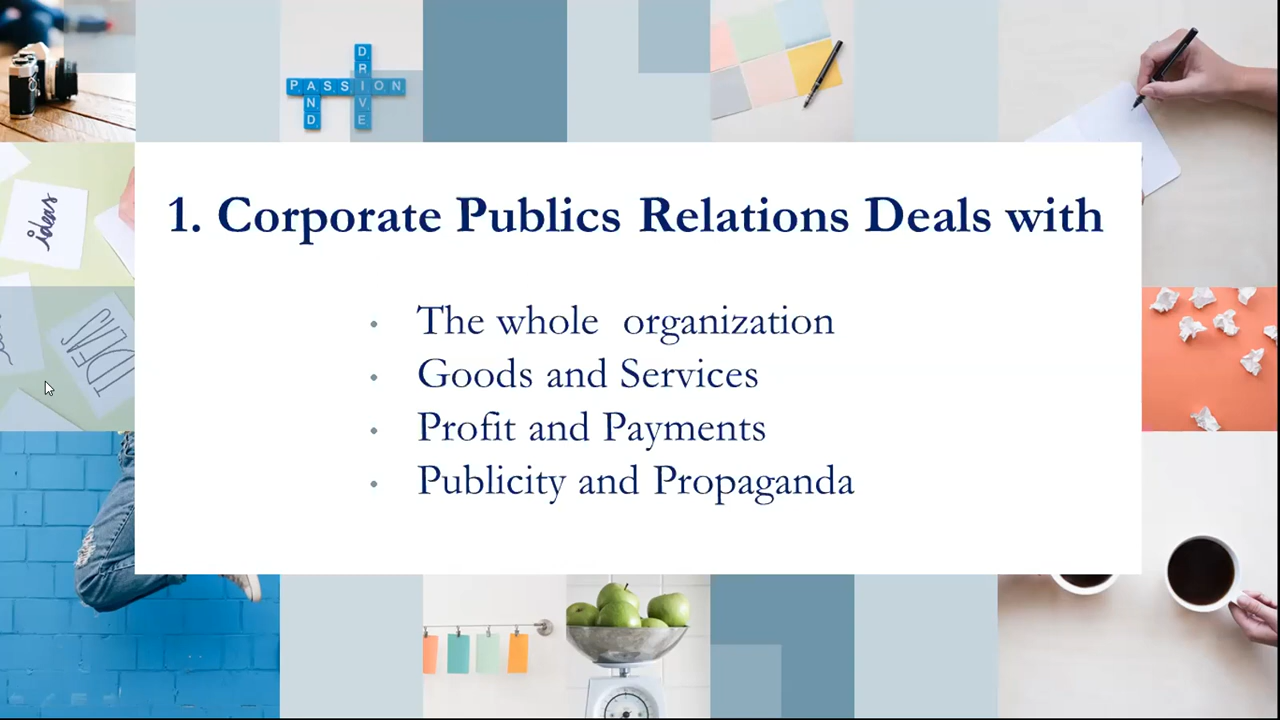 PASSION
AND
DRIVE
ideas
IDEAS
1. Corporate Publics Relations Deals with
• The whole organization
• Goods and Services
• Profit and Payments
• Publicity and Propaganda